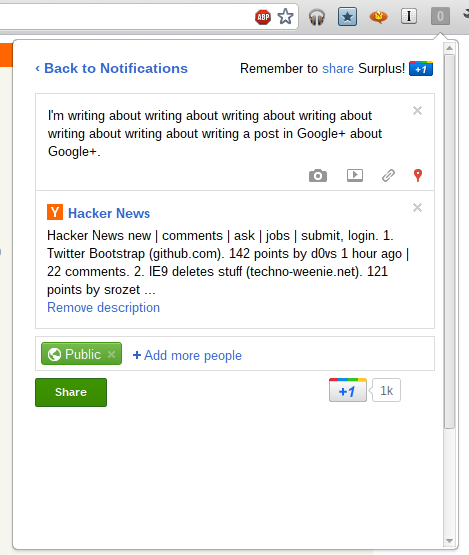 ABP
I
0
‹ Back to Notifications
Remember to share Surplus! +1
I'm writing about writing about writing about writing about
writing about writing about writing a post in Google+ about
Google+.
Y Hacker News
Hacker News new | comments | ask | jobs | submit, login. 1.
Twitter Bootstrap (github.com). 142 points by d0vs 1 hour ago |
22 comments. 2. IE9 deletes stuff (techno-weenie.net). 121
points by srozet ...
Remove description
Public
+ Add more people
Share
+1
1k